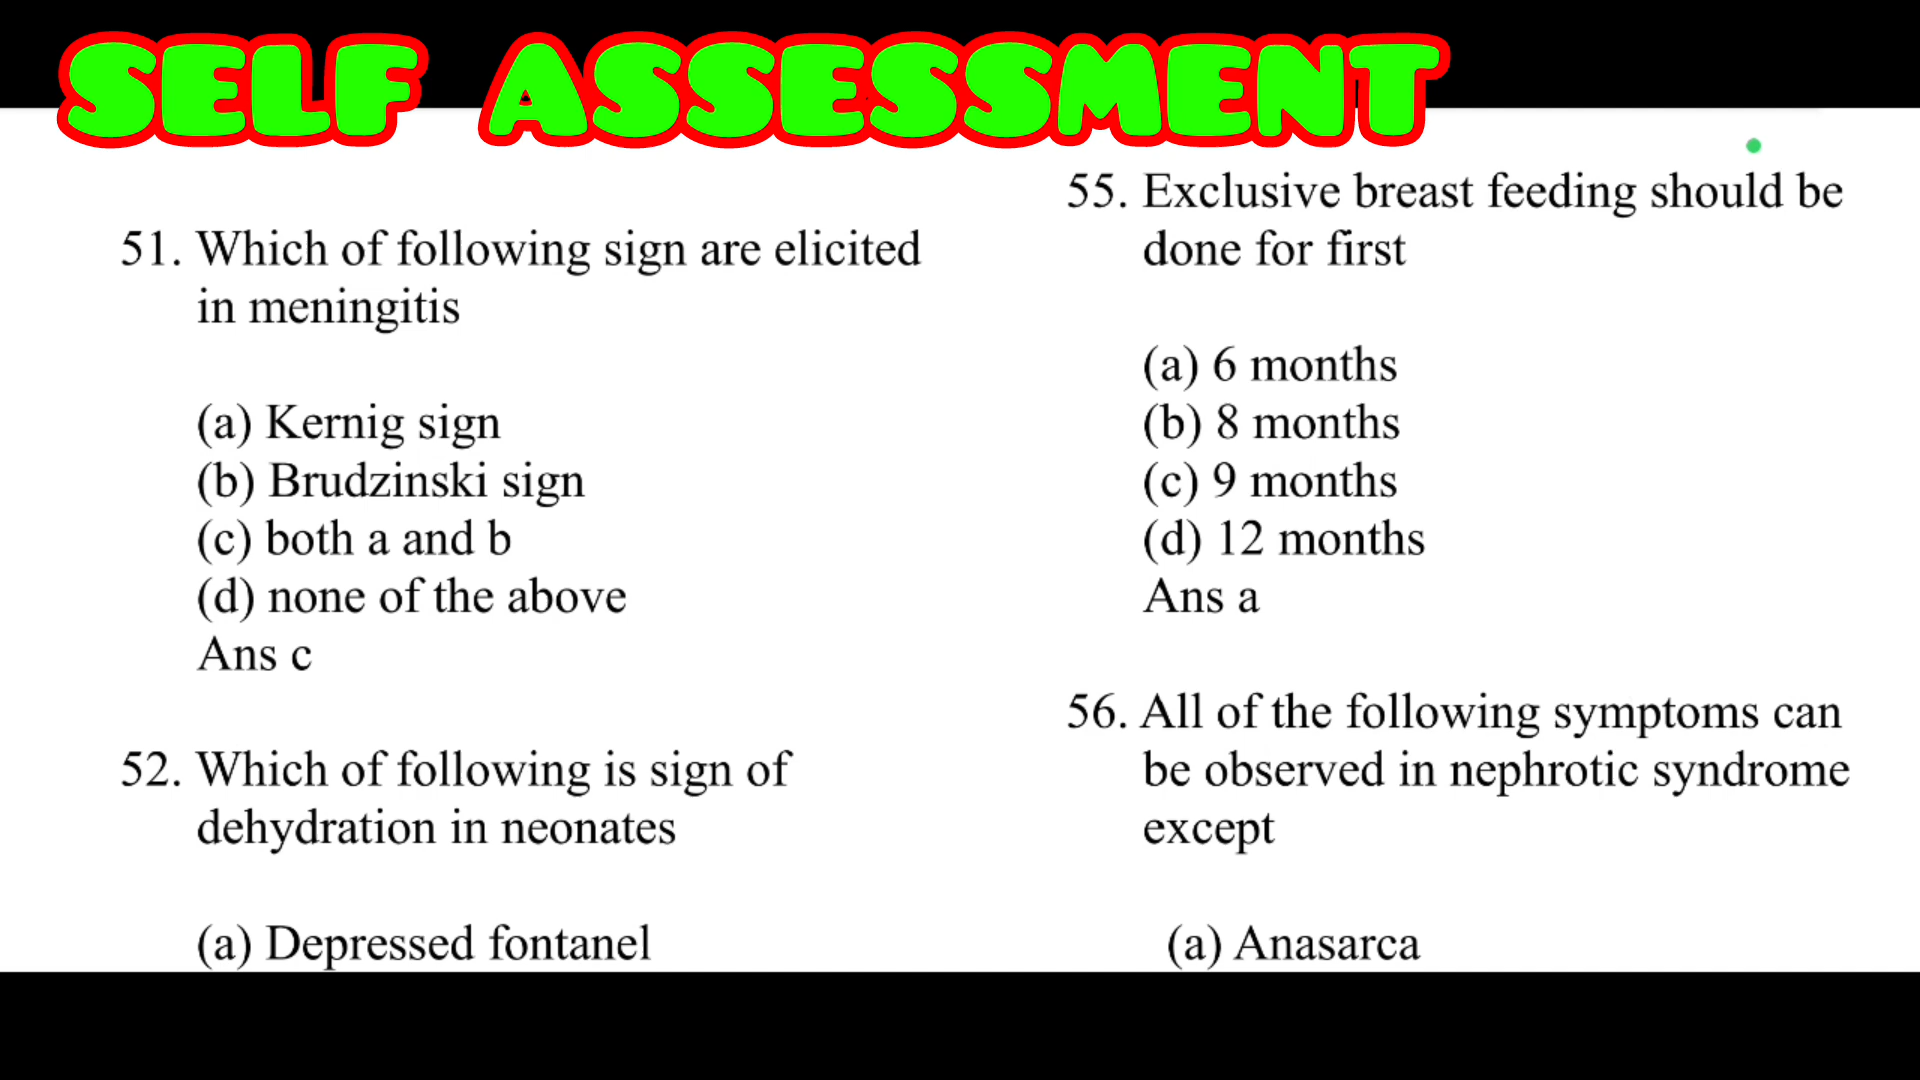 SELF ASSESSMENT
51. Which of following sign are elicited
in meningitis
(a) Kernig sign
(b) Brudzinski sign
(c) both a and b
(d) none of the above
Ans c
52. Which of following is sign of
dehydration in neonates
(a) Depressed fontanel
55. Exclusive breast feeding should be
done for first
(a) 6 months
(b) 8 months
(c) 9 months
(d) 12 months
Ans a
56. All of the following symptoms can
be observed in nephrotic syndrome
except
(a) Anasarca